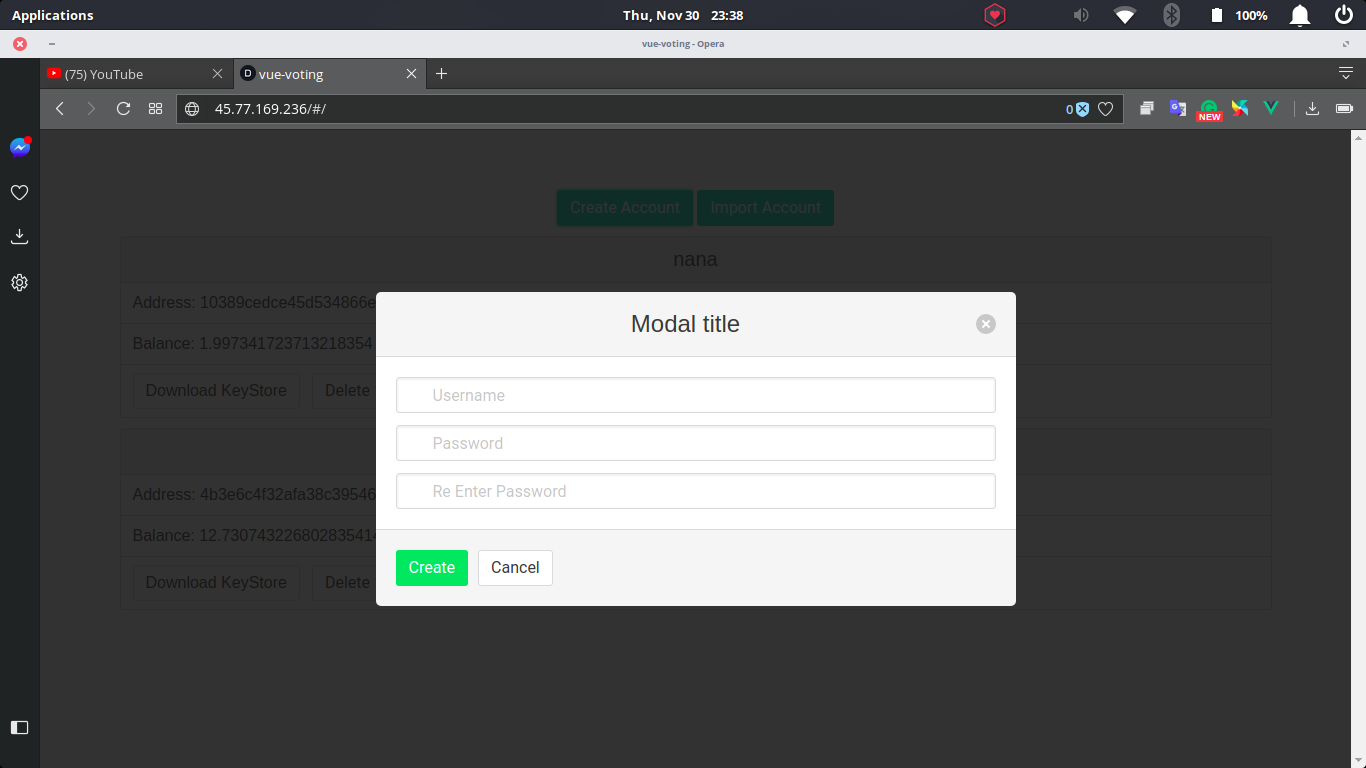 Applications
Thu, Nov 30 23:38
100%
vue-voting - Opera
(75) YouTube
D vue-voting
45.77.169.236/#/
0
NEW
Create Account
Import Account
nana
Address: 10389cedce45d534866e
Balance: 1.997341723713218354
Download KeyStore
Delete
Modal title
Username
Password
Re Enter Password
Create
Cancel
Address: 4b3e6c4f32afa38c39546
Balance: 12.73074322680283541
Download KeyStore
Delete